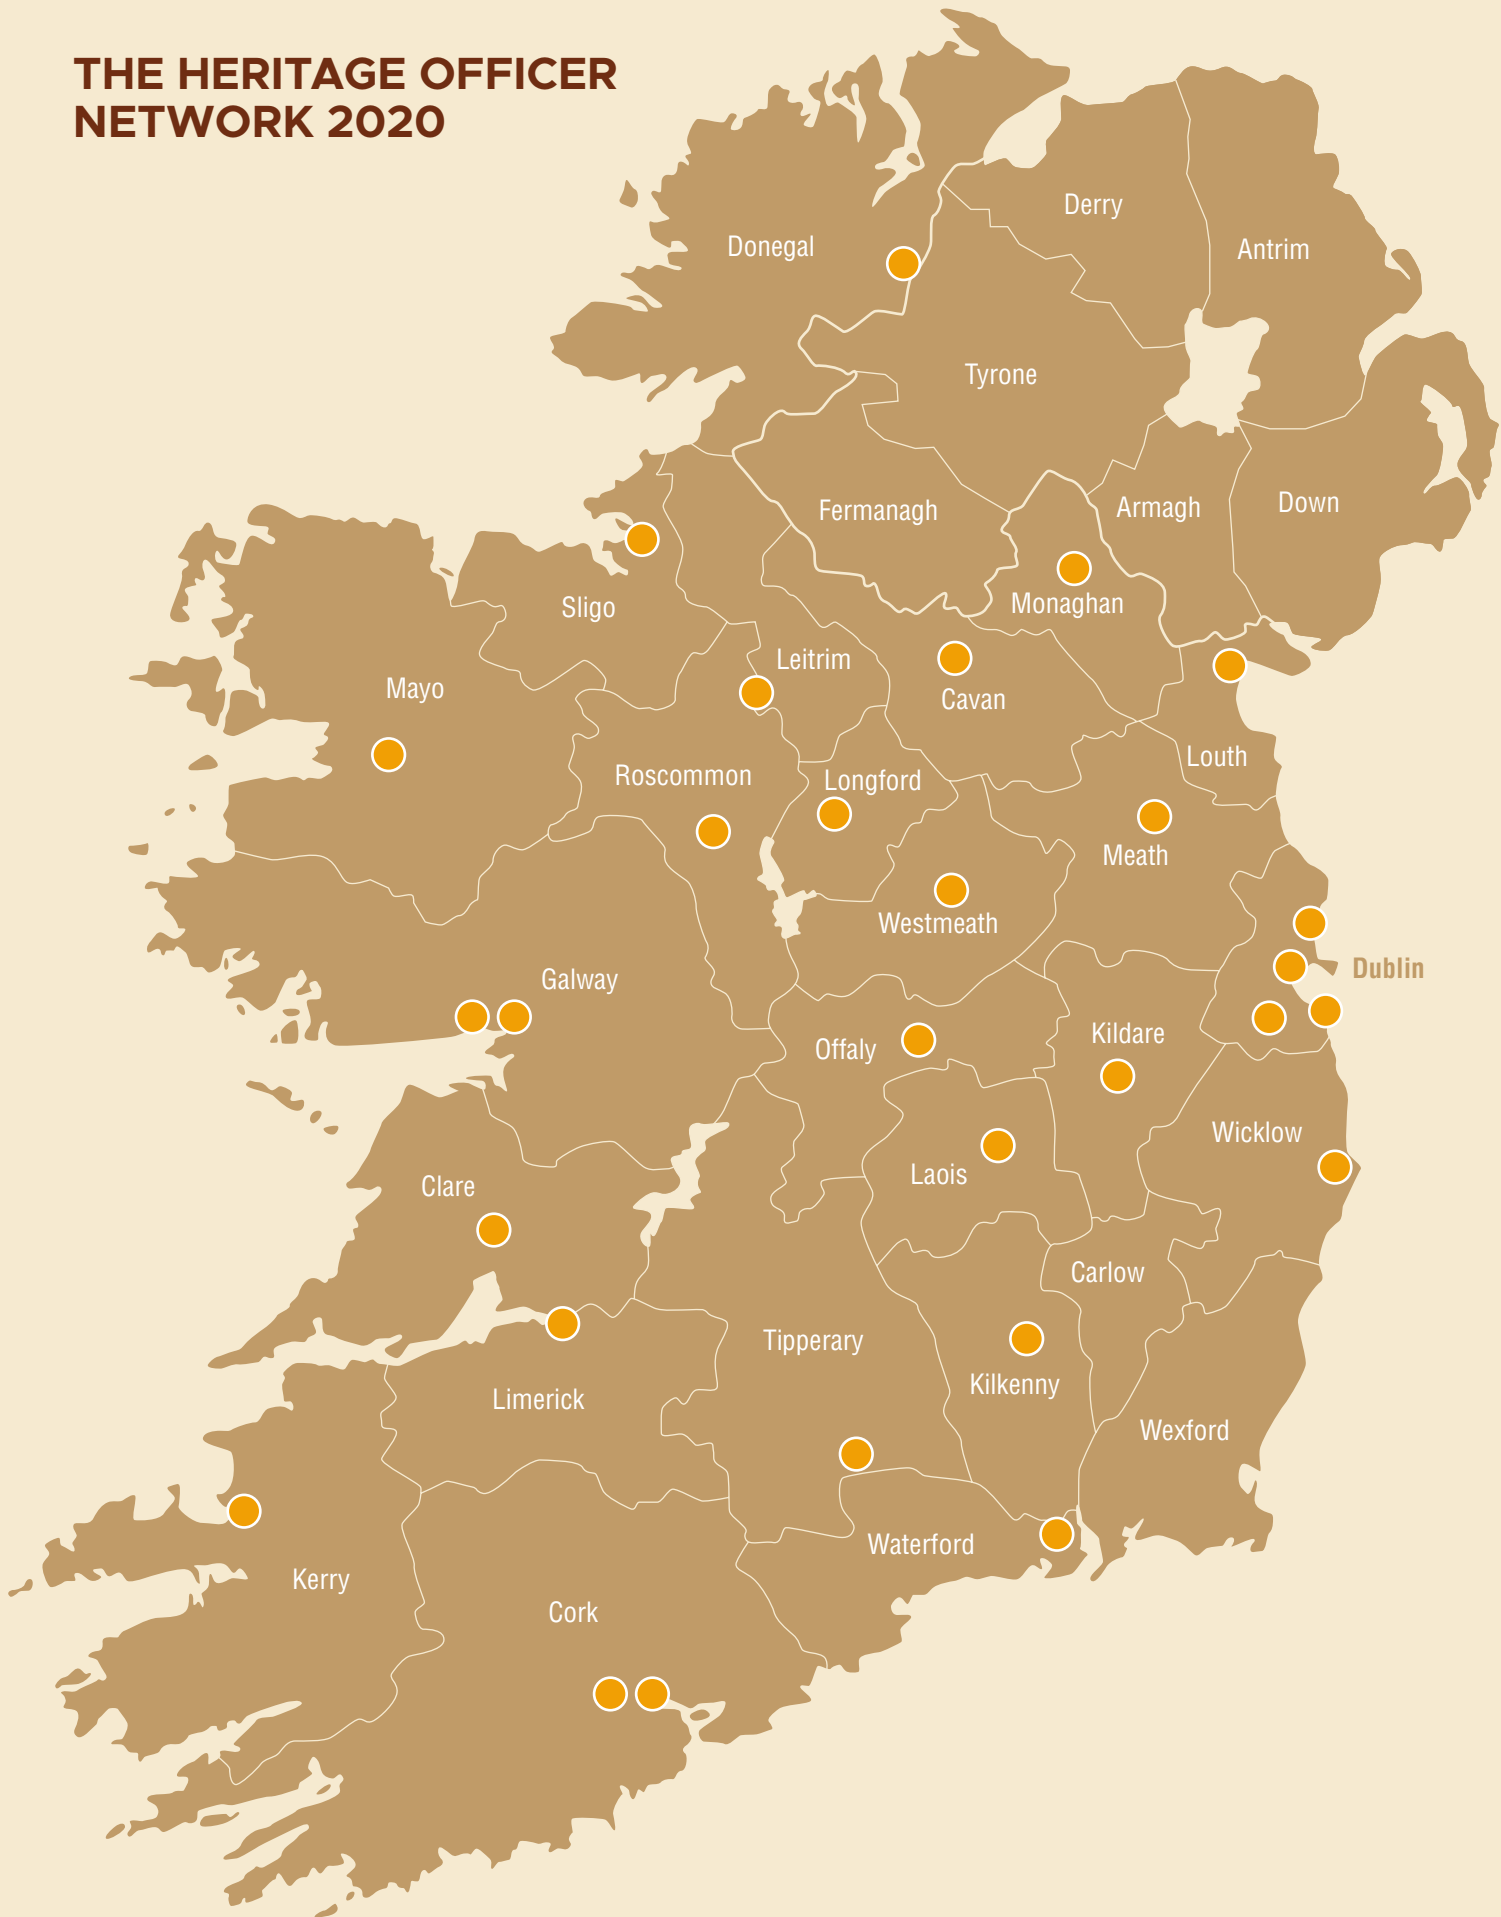 THE HERITAGE OFFICER
NETWORK 2020
Derry
Donegal
Antrim
Tyrone
Fermanagh
Armagh
Down
Monaghan
Sligo
Leitrim
Mayo
Cavan
Louth
Roscommon
Longford
Meath
Westmeath
Dublin
Galway
Offaly
Kildare
Wicklow
Laois
Clare
Carlow
Tipperary
Kilkenny
Limerick
Wexford
Waterford
Kerry
Cork